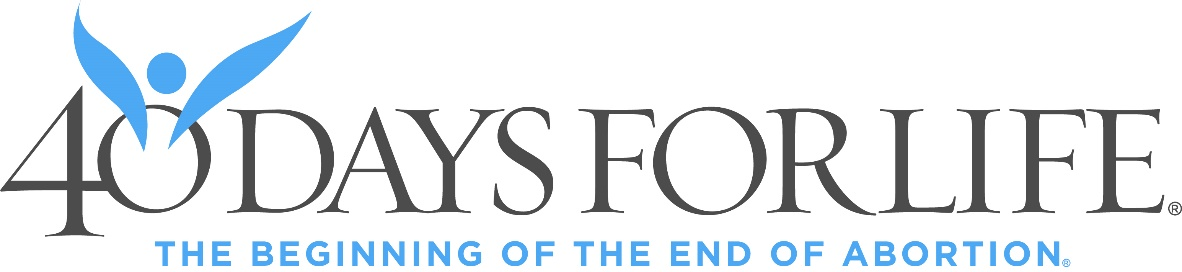 40 DAYS FOR LIFE®
THE BEGINNING OF THE END OF ABORTION®